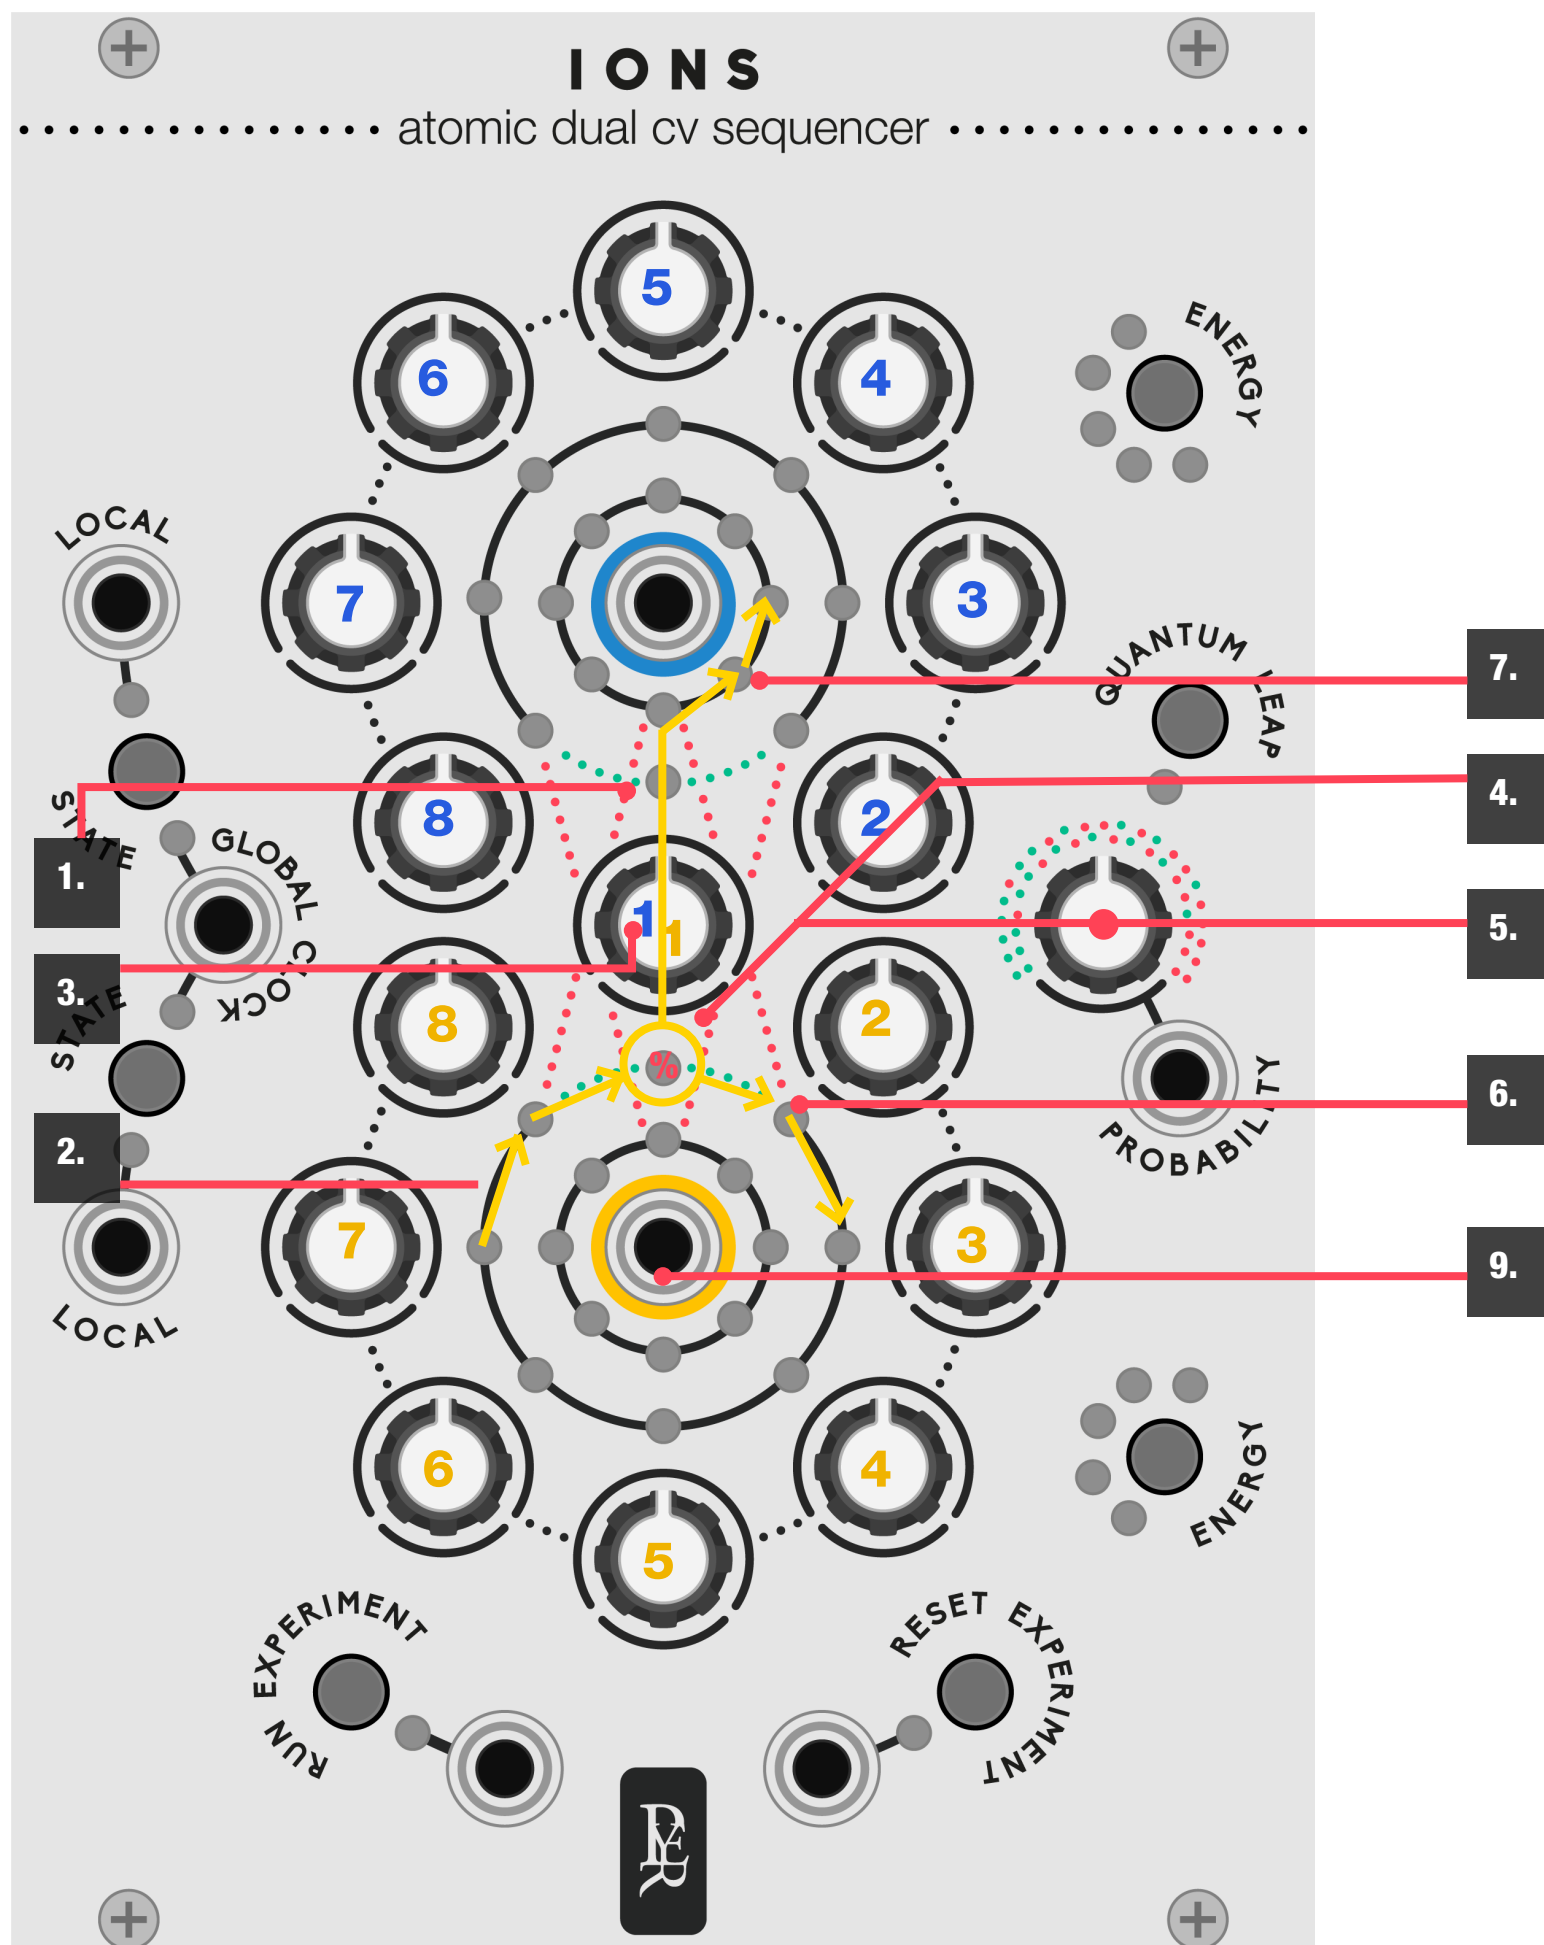 IONS
atomic dual cv sequencer
5
6
4
ENERGY
LOCAL
7
3
QUANTUM LEAP
7.
8
2
4.
STATE
GLOBAL CLOCK
1.
1
1
5.
3.
STATE
8
2
%
6.
PROBABILITY
2.
7
3
9.
LOCAL
6
4
ENERGY
5
RUN EXPERIMENT
RESET EXPERIMENT